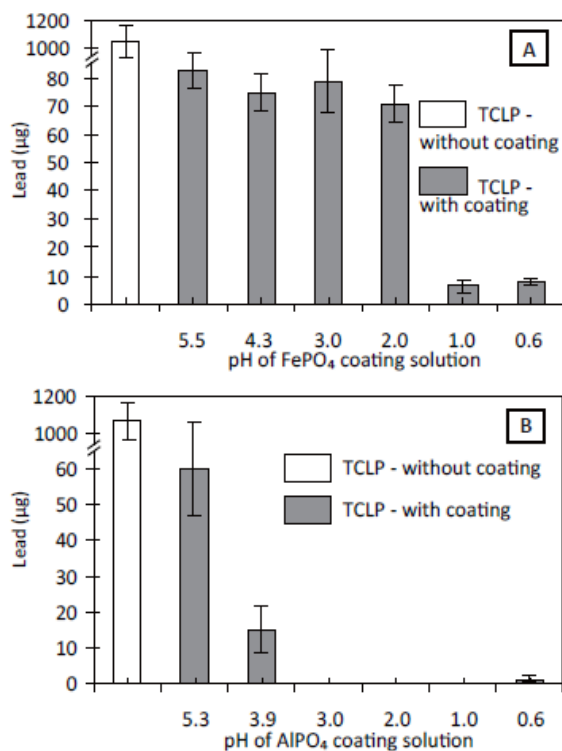 A
1200
1000
80
70
60
50
40
30
20
10
0
Lead (µg)
TCLP -
without coating
TCLP -
with coating
5.5 4.3 3.0 2.0 1.0 0.6
pH of FePO₄ coating solution
B
1200
1000
60
50
40
30
20
10
0
Lead (µg)
TCLP - without coating
TCLP - with coating
5.3 3.9 3.0 2.0 1.0 0.6
pH of AlPO₄ coating solution